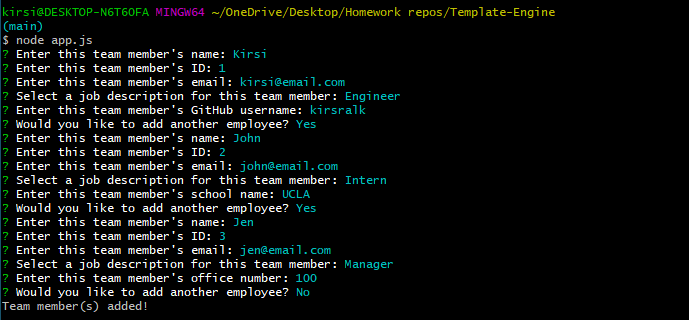 kirsi@DESKTOP-N6T6OFA MINGW64 ~/OneDrive/Desktop/Homework repos/Template-Engine
(main)
$ node app.js
? Enter this team member's name: Kirsi
? Enter this team member's ID: 1
? Enter this team member's email: kirsi@email.com
? Select a job description for this team member: Engineer
? Enter this team member's GitHub username: kirsralk
? Would you like to add another employee? Yes
? Enter this team member's name: John
? Enter this team member's ID: 2
? Enter this team member's email: john@email.com
? Select a job description for this team member: Intern
? Enter this team member's school name: UCLA
? Would you like to add another employee? Yes
? Enter this team member's name: Jen
? Enter this team member's ID: 3
? Enter this team member's email: jen@email.com
? Select a job description for this team member: Manager
? Enter this team member's office number: 100
? Would you like to add another employee? No
Team member(s) added!